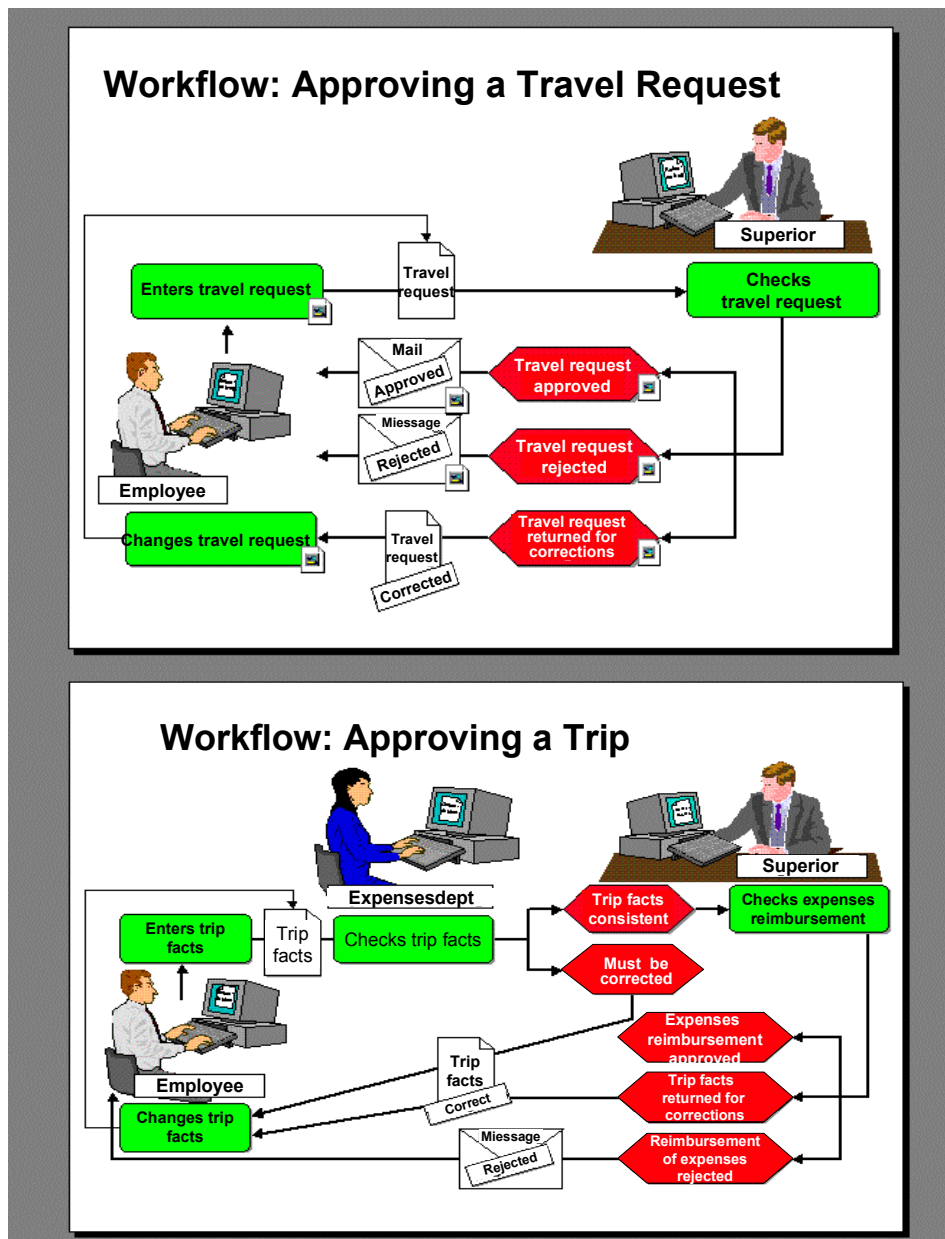 Workflow: Approving a Travel Request
Superior
Travel
request
Enters travel request
Checks
travel request
Mail
Approved
Travel request
approved
Miessage
Rejected
Travel request
rejected
Employee
Changes travel request
Travel
request
Corrected
Travel request
returned for
corrections
Workflow: Approving a Trip
Superior
Expensesdept
Enters trip
facts
Trip
facts
Checks trip facts
Trip facts
consistent
Checks expenses
reimbursement
Must be
corrected
Expenses
reimbursement
approved
Employee
Trip
facts
Correct
Trip facts
returned for
corrections
Changes trip
facts
Miessage
Rejected
Reimbursement
of expenses
rejected